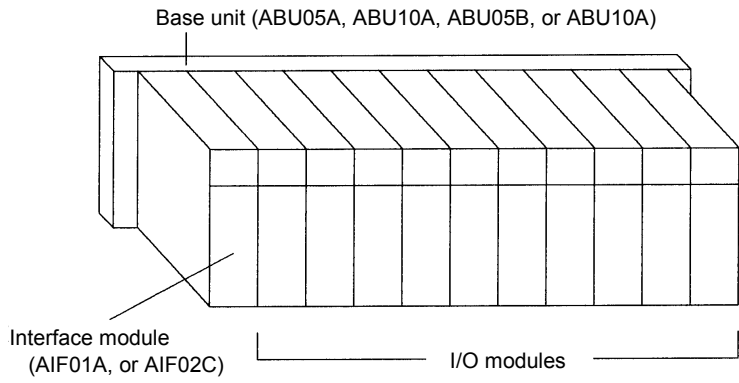 Base unit (ABU05A, ABU10A, ABU05B, or ABU10A)
Interface module
(AIF01A, or AIF02C)
I/O modules